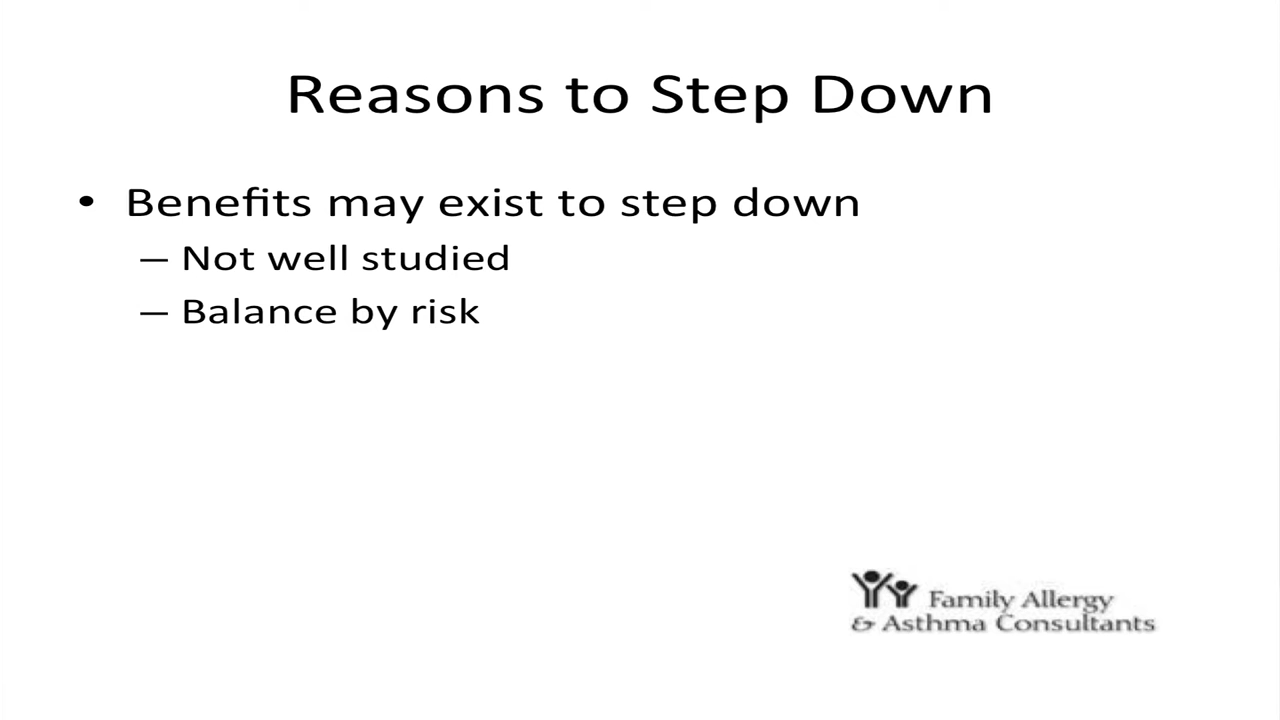 Reasons to Step Down
• Benefits may exist to step down
– Not well studied
– Balance by risk
Family Allergy
& Asthma Consultants